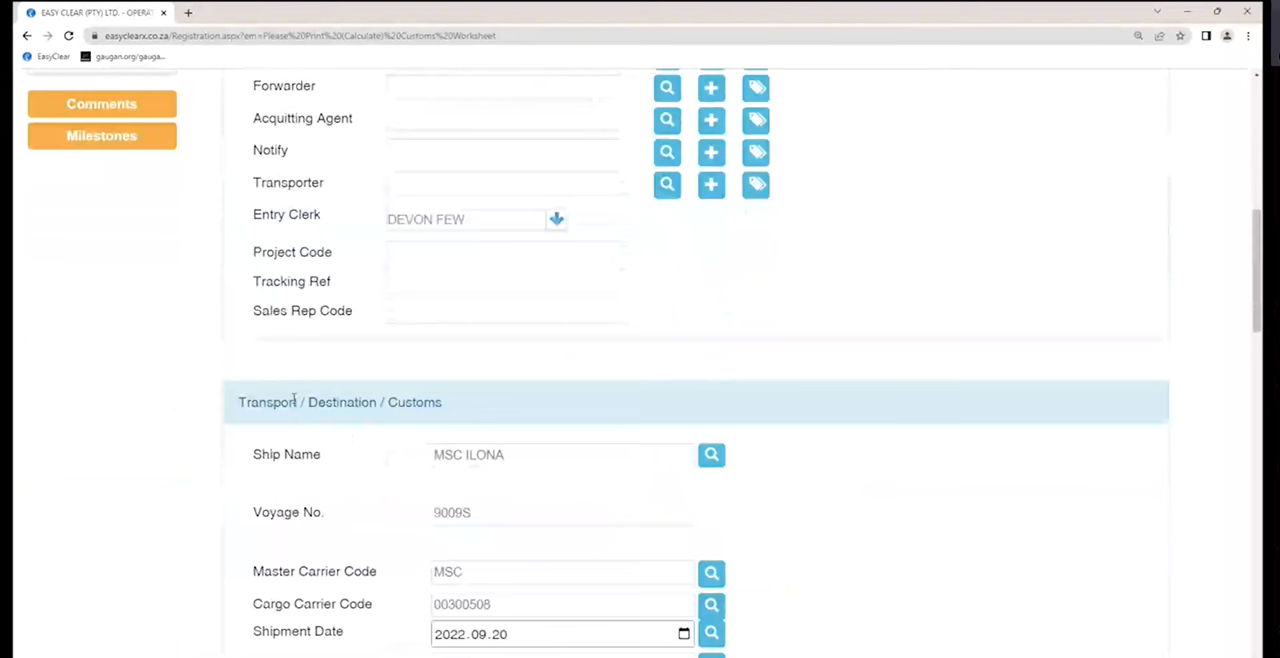 EASY CLEAR (PTY) LTD. - OPERAT
easyclearx.co.za/Registration.aspx?em=Please%20Print%20(Calculate)%20Customs%20Worksheet
EasyClear gaugan.org/gauga...
Comments
Milestones
Forwarder
Acquitting Agent
Notify
Transporter
Entry Clerk DEVON FEW
Project Code
Tracking Ref
Sales Rep Code
Transport / Destination / Customs
Ship Name MSC ILONA
Voyage No. 9009S
Master Carrier Code MSC
Cargo Carrier Code 00300508
Shipment Date 2022.09.20